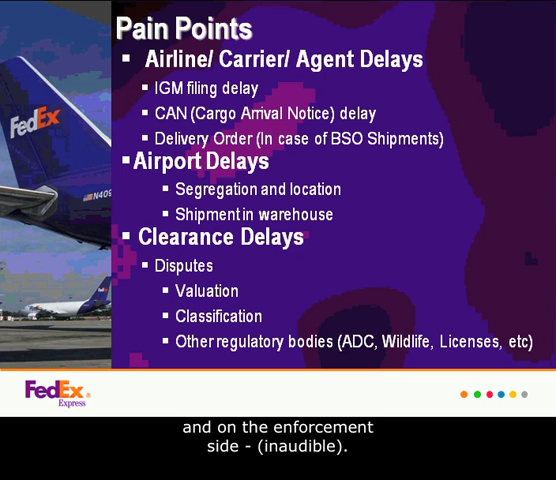 Pain Points
▪ Airline/ Carrier/ Agent Delays
▪ IGM filing delay
▪ CAN (Cargo Arrival Notice) delay
▪ Delivery Order (In case of BSO Shipments)
▪ Airport Delays
▪ Segregation and location
▪ Shipment in warehouse
▪ Clearance Delays
▪ Disputes
▪ Valuation
▪ Classification
▪ Other regulatory bodies (ADC, Wildlife, Licenses, etc)
FedEx
N409
FedEx
Express
and on the enforcement
side - (inaudible).